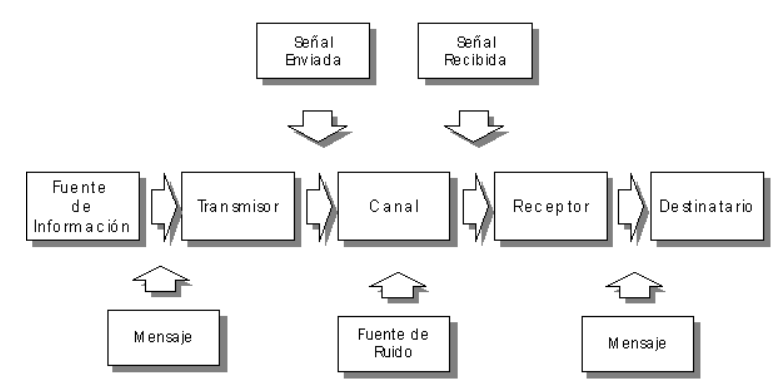 Señal
Enviada
Señal
Recibida
Fuente
de
Información
Transmisor
Canal
Receptor
Destinatario
Mensaje
Fuente de
Ruido
Mensaje